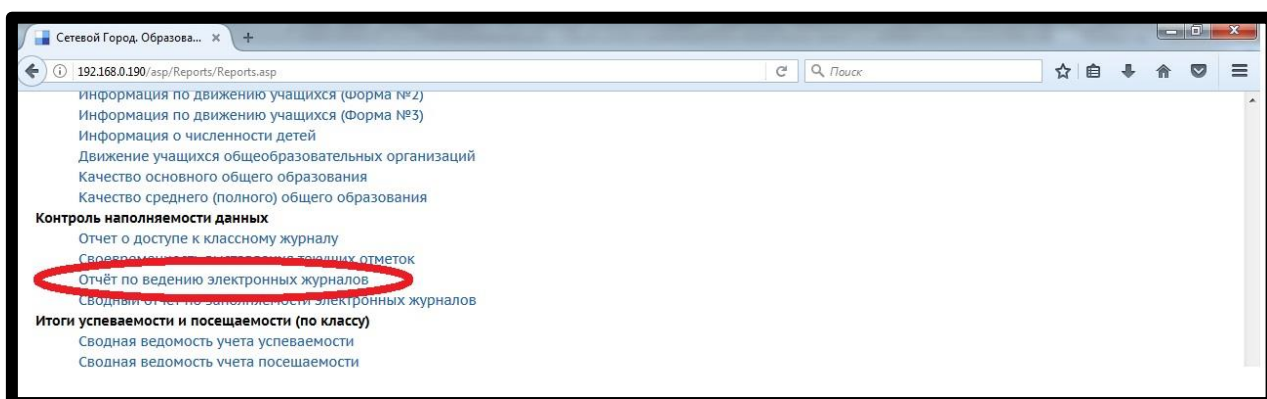 Сетевой Город. Образова...
192.168.0.190/asp/Reports/Reports.asp
Поиск
Информация по движению учащихся (Форма №2)
Информация по движению учащихся (Форма №3)
Информация о численности детей
Движение учащихся общеобразовательных организаций
Качество основного общего образования
Качество среднего (полного) общего образования
Контроль наполняемости данных
Отчет о доступе к классному журналу
Своевременность выставления текущих отметок
Отчёт по ведению электронных журналов
Сводный отчет по заполняемости электронных журналов
Итоги успеваемости и посещаемости (по классу)
Сводная ведомость учета успеваемости
Сводная ведомость учета посещаемости